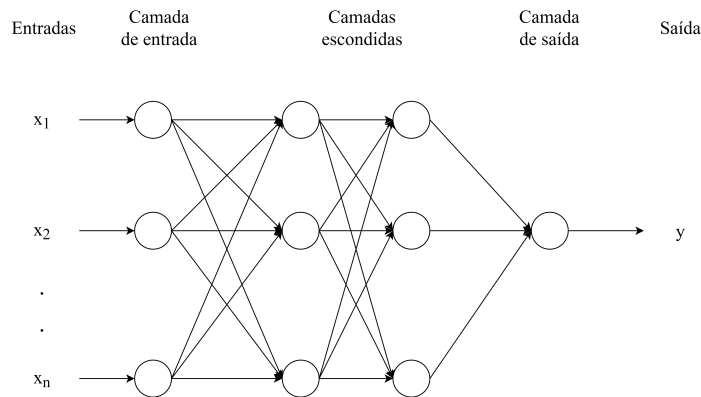 Entradas
Camada
de entrada
Camadas
escondidas
Camada
de saída
Saída
x1
x2
y
.
.
xn